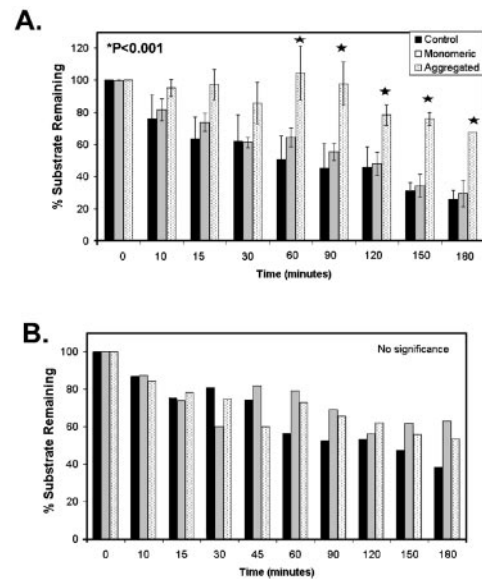 A.
*P<0.001
Control
Monomeric
Aggregated
% Substrate Remaining
120
100
80
60
40
20
0
0 10 15 30 60 90 120 150 180
Time (minutes)
B.
No significance
% Substrate Remaining
100
80
60
40
20
0
0 10 15 30 45 60 90 120 150 180
Time (minutes)